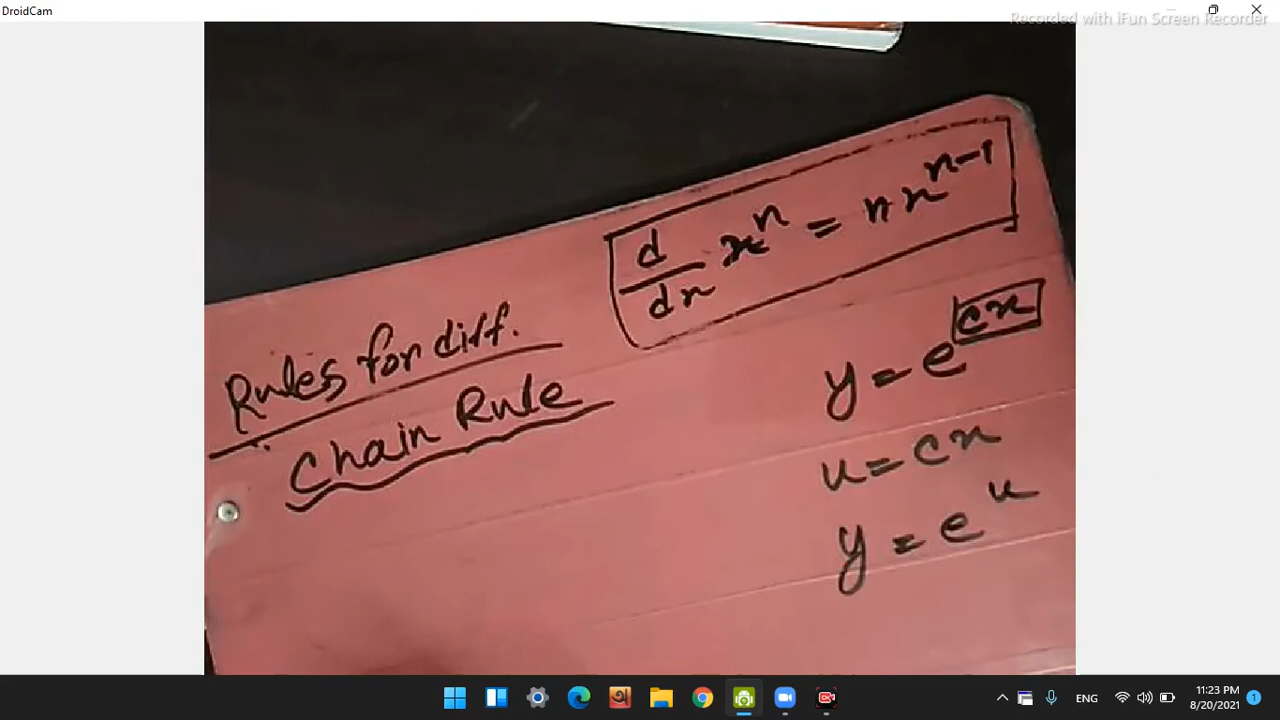 DroidCam
Recorded with iFun Screen Recorder
d/dx x^n = n x^{n-1}
Rules for diff.
Chain Rule
y = e^{cx}
u = cx
y = e^u
ENG
11:23 PM
8/20/2021
1